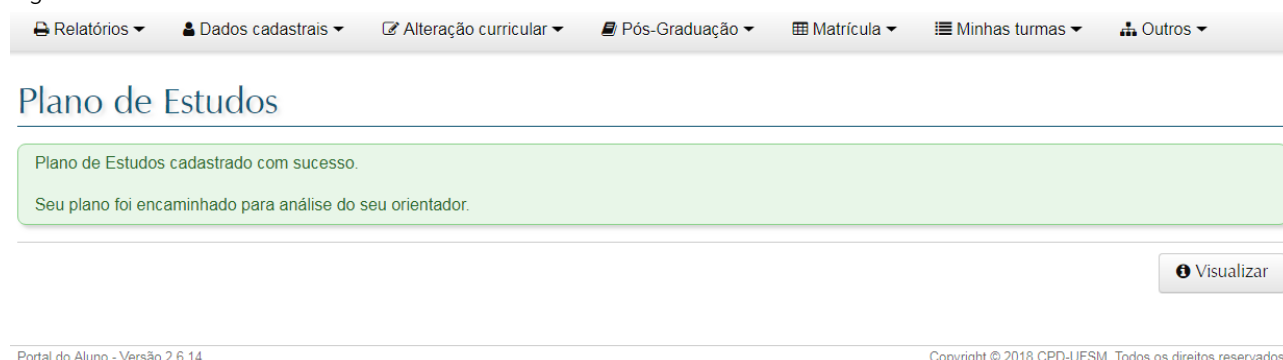 Relatórios
Dados cadastrais
Alteração curricular
Pós-Graduação
Matrícula
Minhas turmas
Outros
Plano de Estudos
Plano de Estudos cadastrado com sucesso.
Seu plano foi encaminhado para análise do seu orientador.
Visualizar
Portal do Aluno - Versão 2.6.14
Copyright © 2018 CPD-UFSM. Todos os direitos reservados